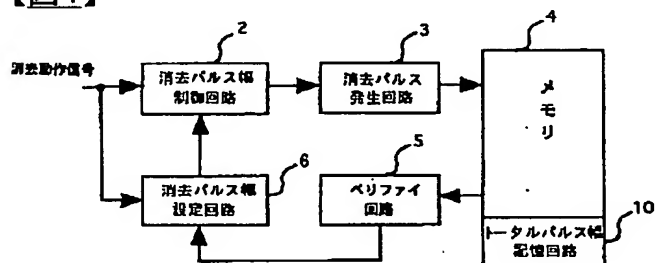 2
3
4
消去動作信号
消去パルス幅
制御回路
消去パルス
発生回路
メモリ
5
6
消去パルス幅
設定回路
ベリファイ
回路
10
トータルパルス幅
記憶回路